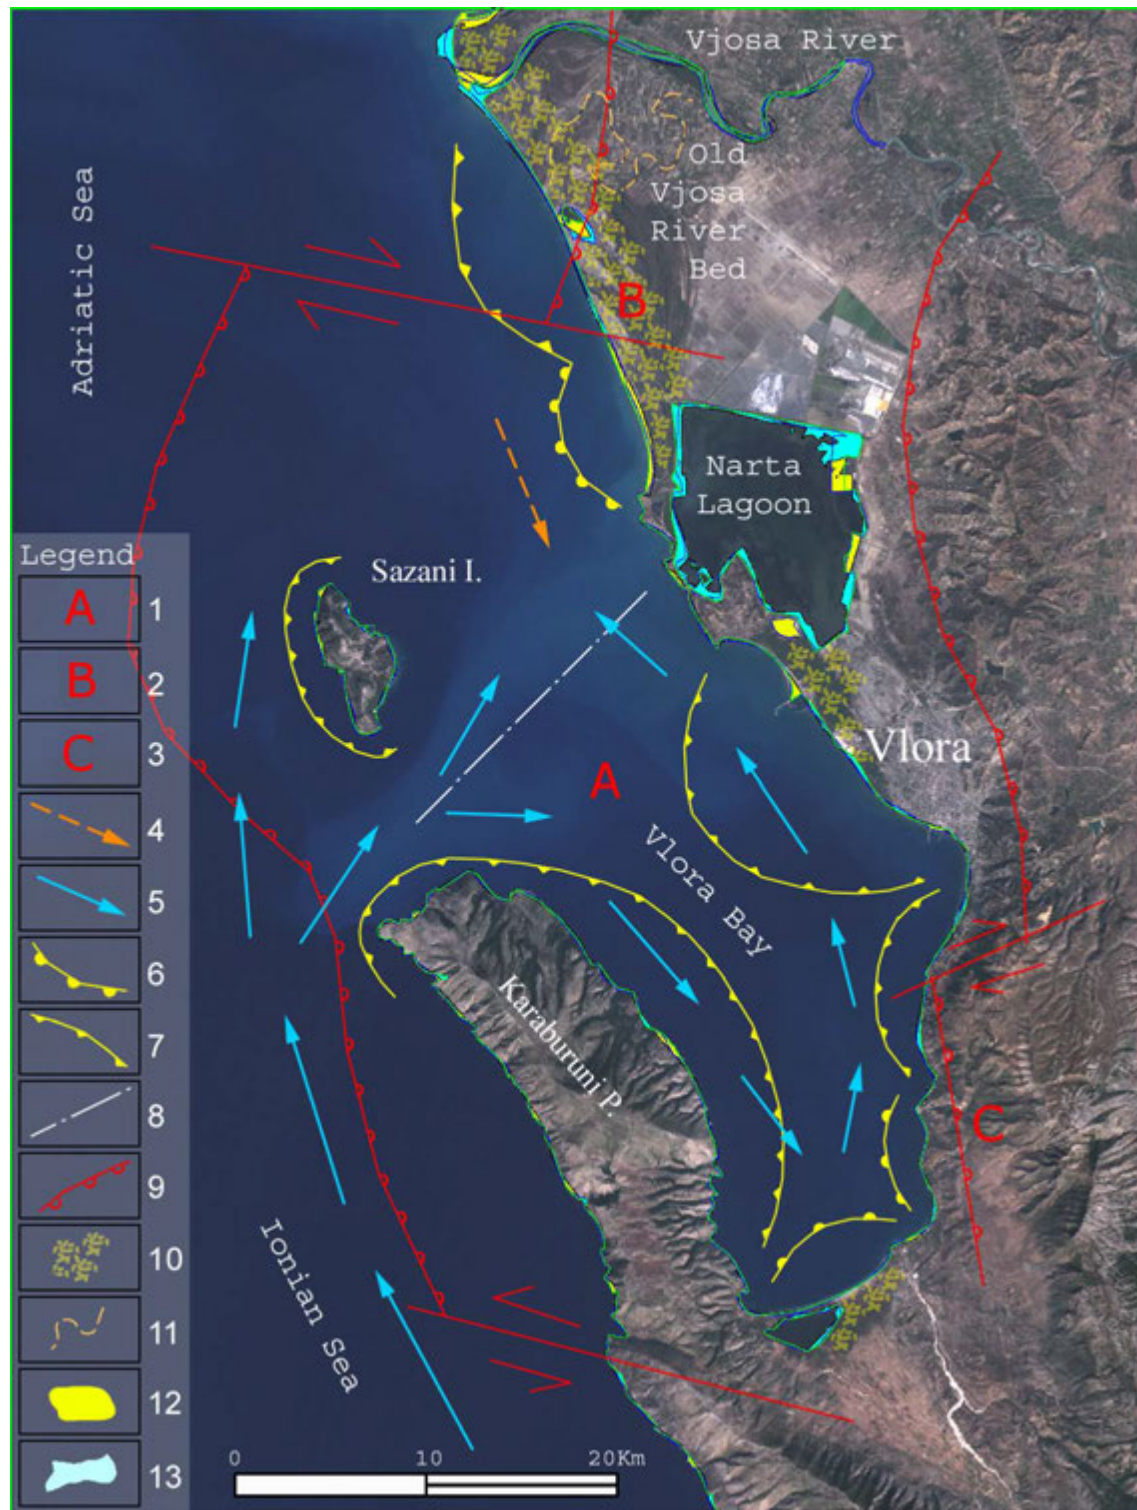 Vjosa River
Old
Vjosa
River
Bed
Adriatic Sea
B
Narta
Lagoon
Sazani I.
Vlora
A
Vlora Bay
Karaburuni P.
C
Ionian Sea
Legend
A 1
B 2
C 3
4
5
6
7
8
9
10
11
12
13
0 10 20Km